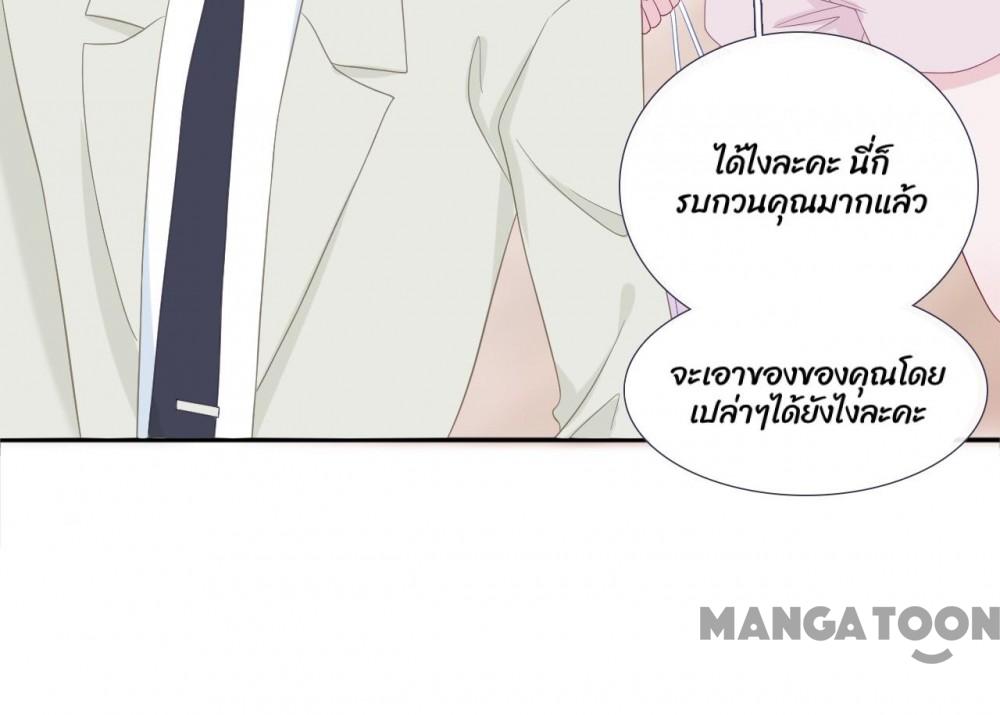 ได้ไงละคะ นี่ก็
รบกวนคุณมากแล้ว
จะเอาของของคุณโดย
เปล่าๆได้ยังไงละคะ
MANGATOON